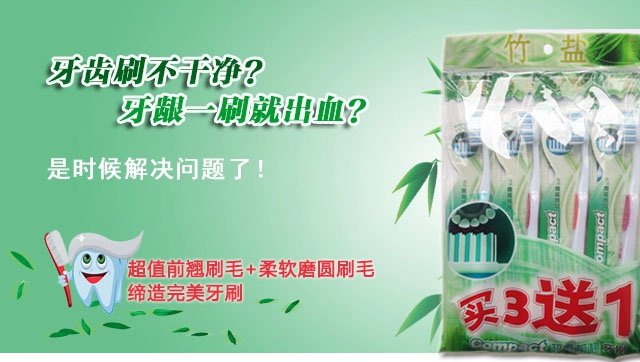 竹 盐
牙齿刷不干净?
牙龈一刷就出血?
是时候解决问题了!
超值前翘刷毛+柔软磨圆刷毛
缔造完美牙刷
买3送1
Compact